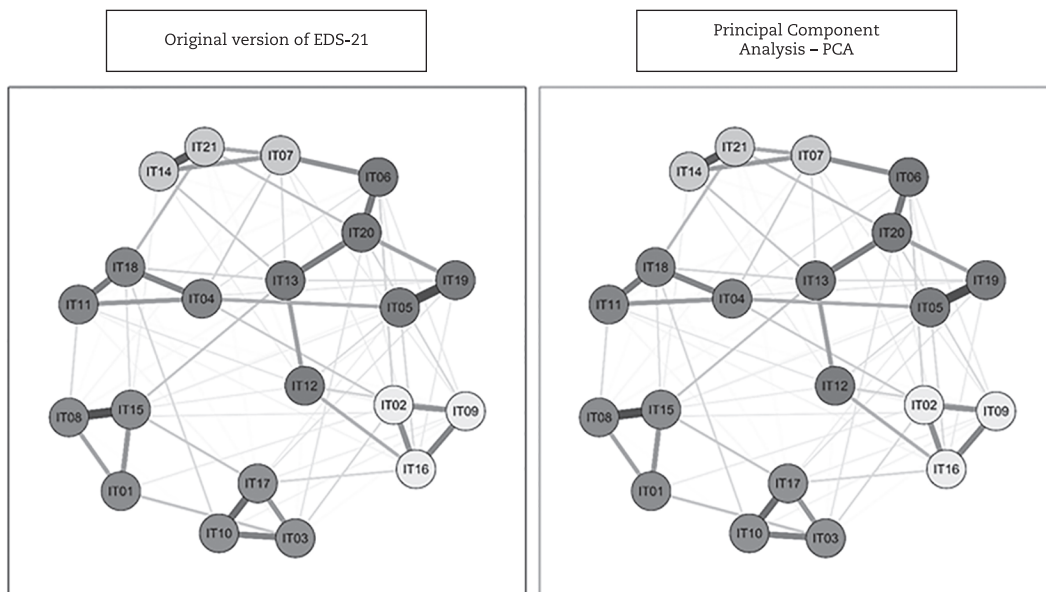 Original version of EDS-21
Principal Component
Analysis – PCA
IT21
IT07
IT14
IT06
IT20
IT18
IT13
IT19
IT11
IT04
IT05
IT12
IT08
IT15
IT02
IT09
IT16
IT01
IT17
IT10
IT03
IT21
IT07
IT14
IT06
IT20
IT18
IT13
IT19
IT11
IT04
IT05
IT12
IT08
IT15
IT02
IT09
IT16
IT01
IT17
IT10
IT03